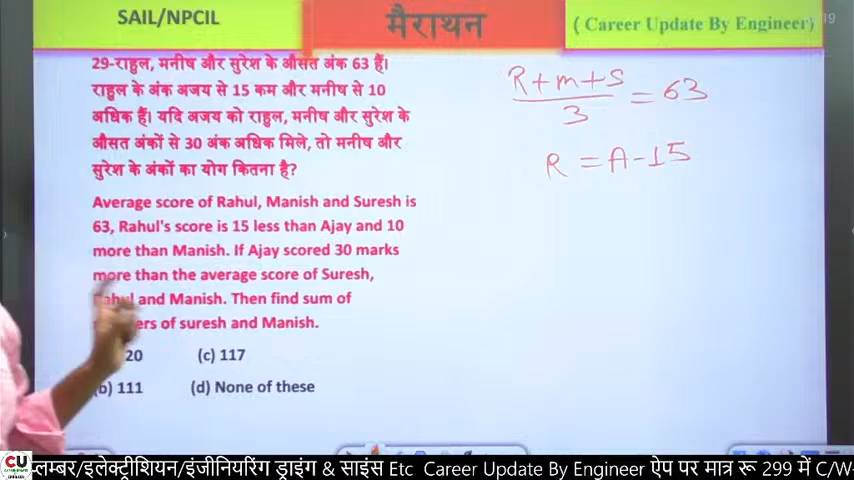 SAIL/NPCIL
मैराथन
( Career Update By Engineer)
19
29-राहुल, मनीष और सुरेश के औसत अंक 63 हैं।
राहुल के अंक अजय से 15 कम और मनीष से 10
अधिक हैं। यदि अजय को राहुल, मनीष और सुरेश के
औसत अंकों से 30 अंक अधिक मिले, तो मनीष और
सुरेश के अंकों का योग कितना है?
Average score of Rahul, Manish and Suresh is
63, Rahul's score is 15 less than Ajay and 10
more than Manish. If Ajay scored 30 marks
more than the average score of Suresh,
and Manish. Then find sum of
of suresh and Manish.
20 (c) 117
(b) 111 (d) None of these
R+m+s
3
= 63
R = A-15
CU
लम्बर/इलेक्ट्रीशियन/इंजीनियरिंग ड्राइंग & साइंस Etc Career Update By Engineer ऐप पर मात्र रू 299 में C/W